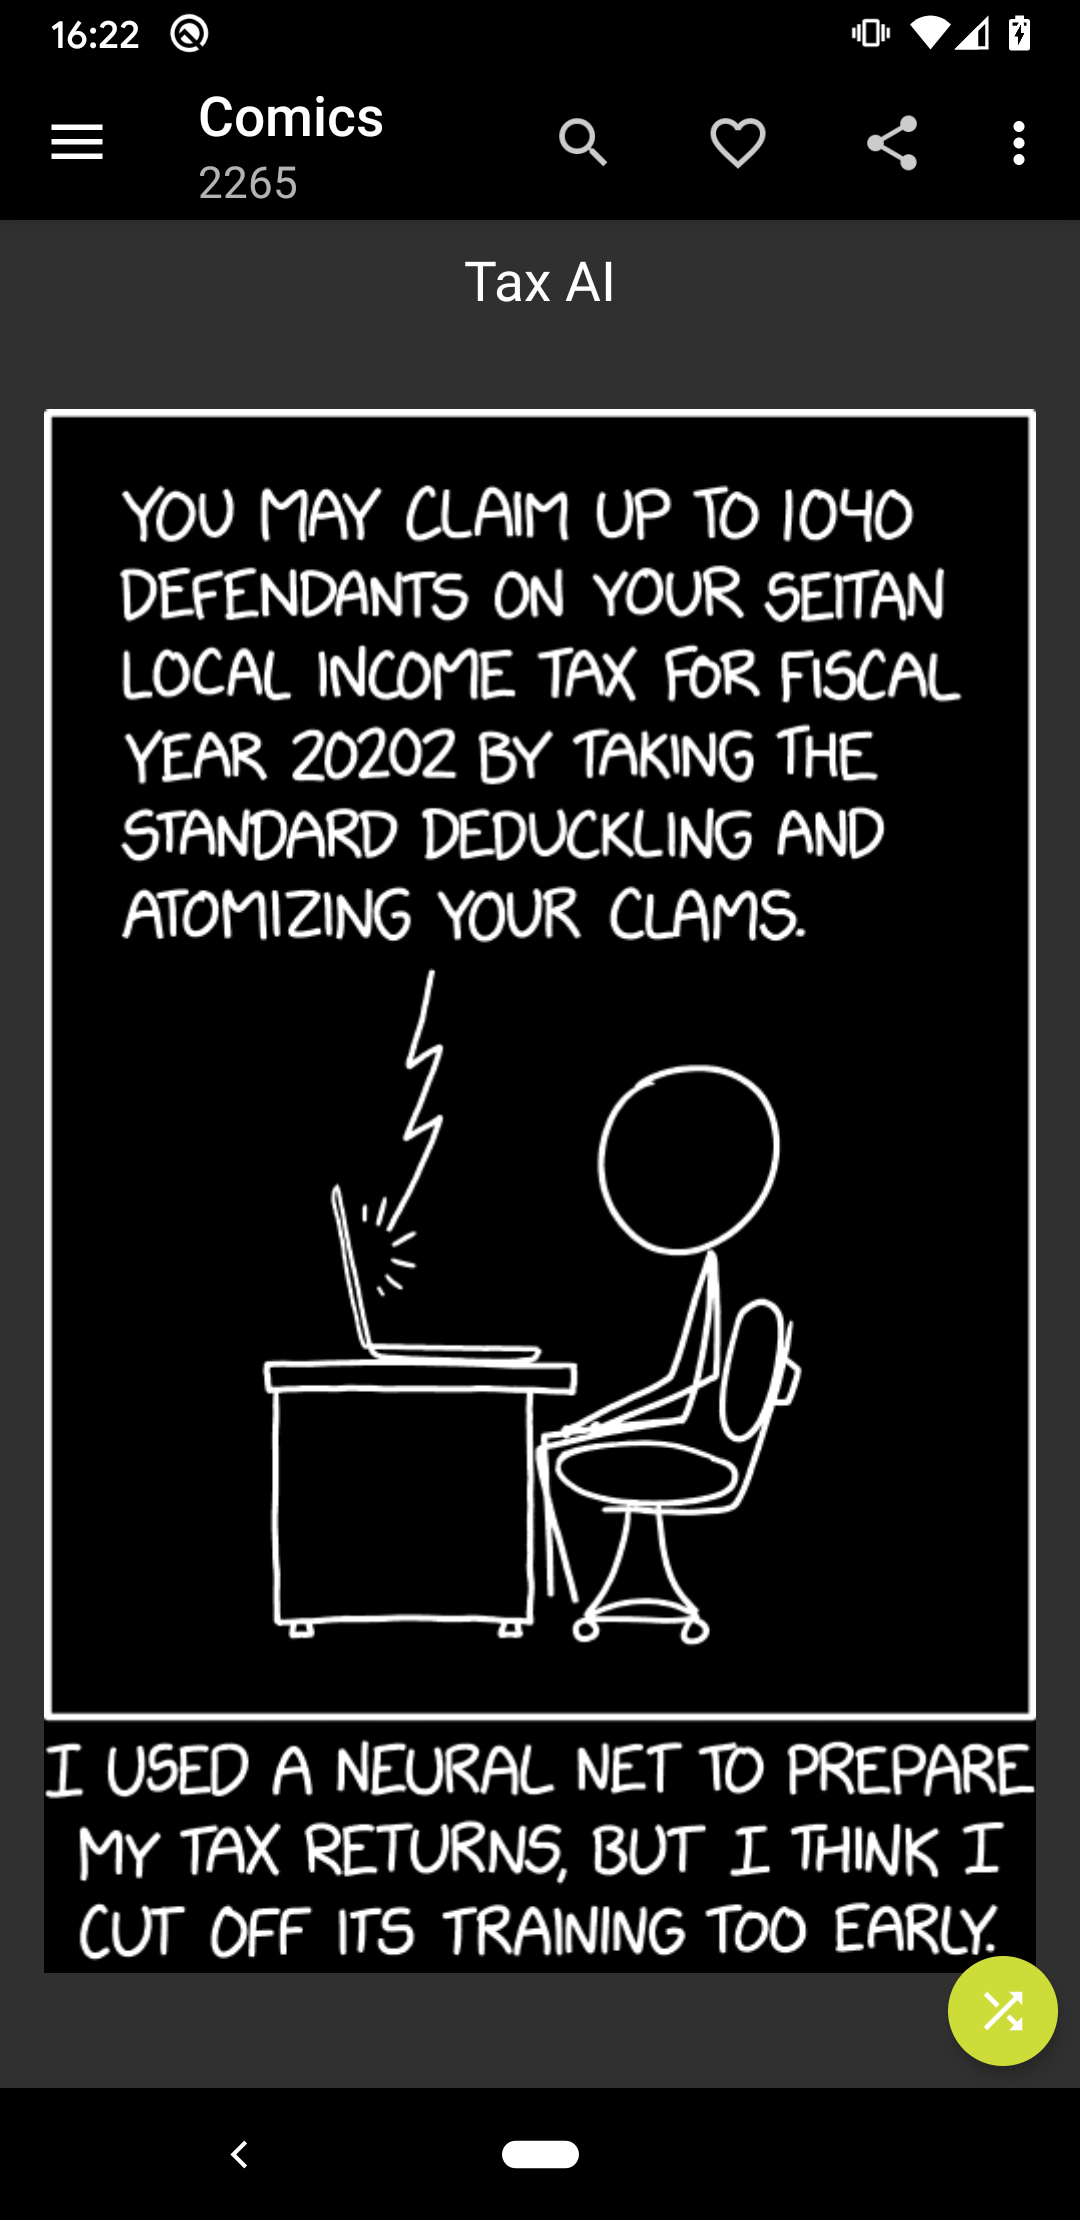 16:22
Comics
2265
Tax AI
YOU MAY CLAIM UP TO 1040
DEFENDANTS ON YOUR SEITAN
LOCAL INCOME TAX FOR FISCAL
YEAR 20202 BY TAKING THE
STANDARD DEDUCKLING AND
ATOMIZING YOUR CLAMS.
I USED A NEURAL NET TO PREPARE
MY TAX RETURNS, BUT I THINK I
CUT OFF ITS TRAINING TOO EARLY.